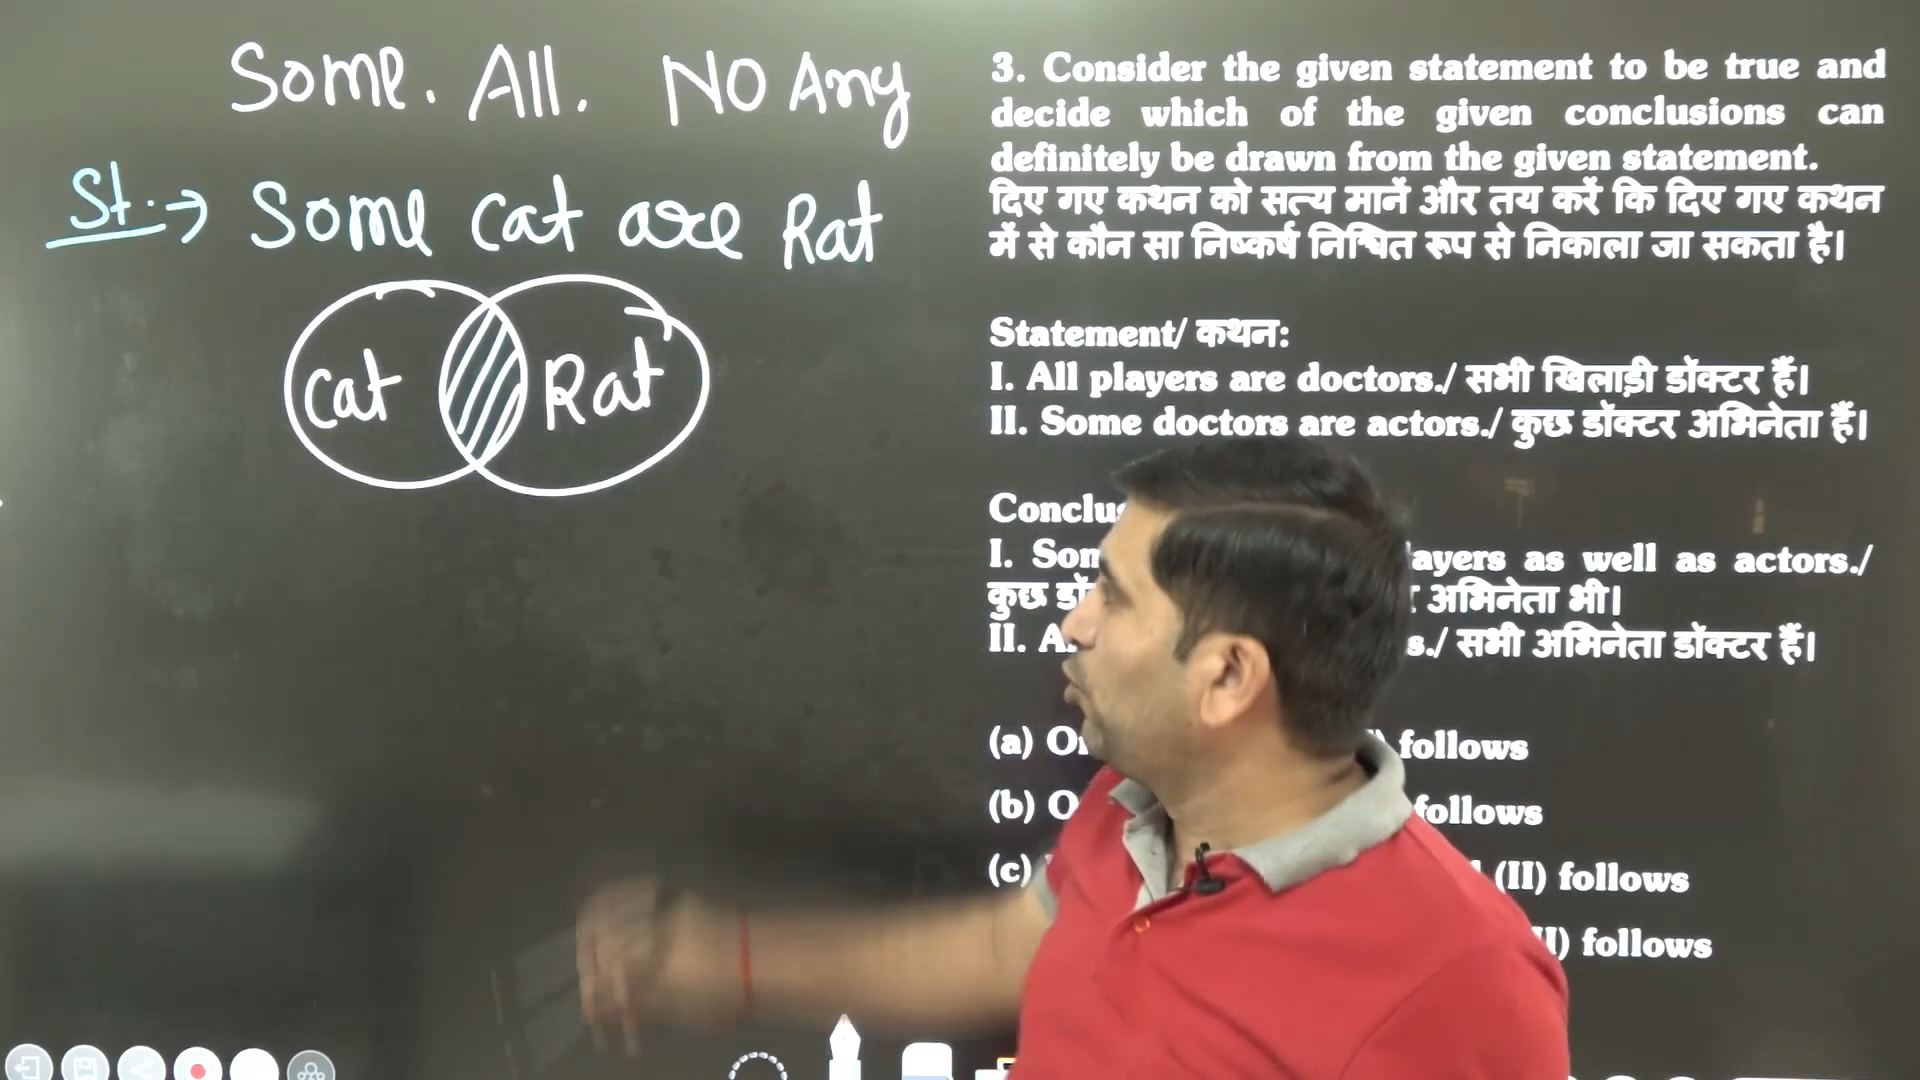 Some. All. No Any
St. → Some cat are Rat
cat Rat
3. Consider the given statement to be true and
decide which of the given conclusions can
definitely be drawn from the given statement.
दिए गए कथन को सत्य मानें और तय करें कि दिए गए कथन
में से कौन सा निष्कर्ष निश्चित रूप से निकाला जा सकता है।
Statement/ कथन:
I. All players are doctors./ सभी खिलाड़ी डॉक्टर हैं।
II. Some doctors are actors./ कुछ डॉक्टर अभिनेता हैं।
I. as well as actors./
कुछ अभिनेता भी।
II. सभी अभिनेता डॉक्टर हैं।
(a) follows
(b) follows
(c) (II) follows
follows